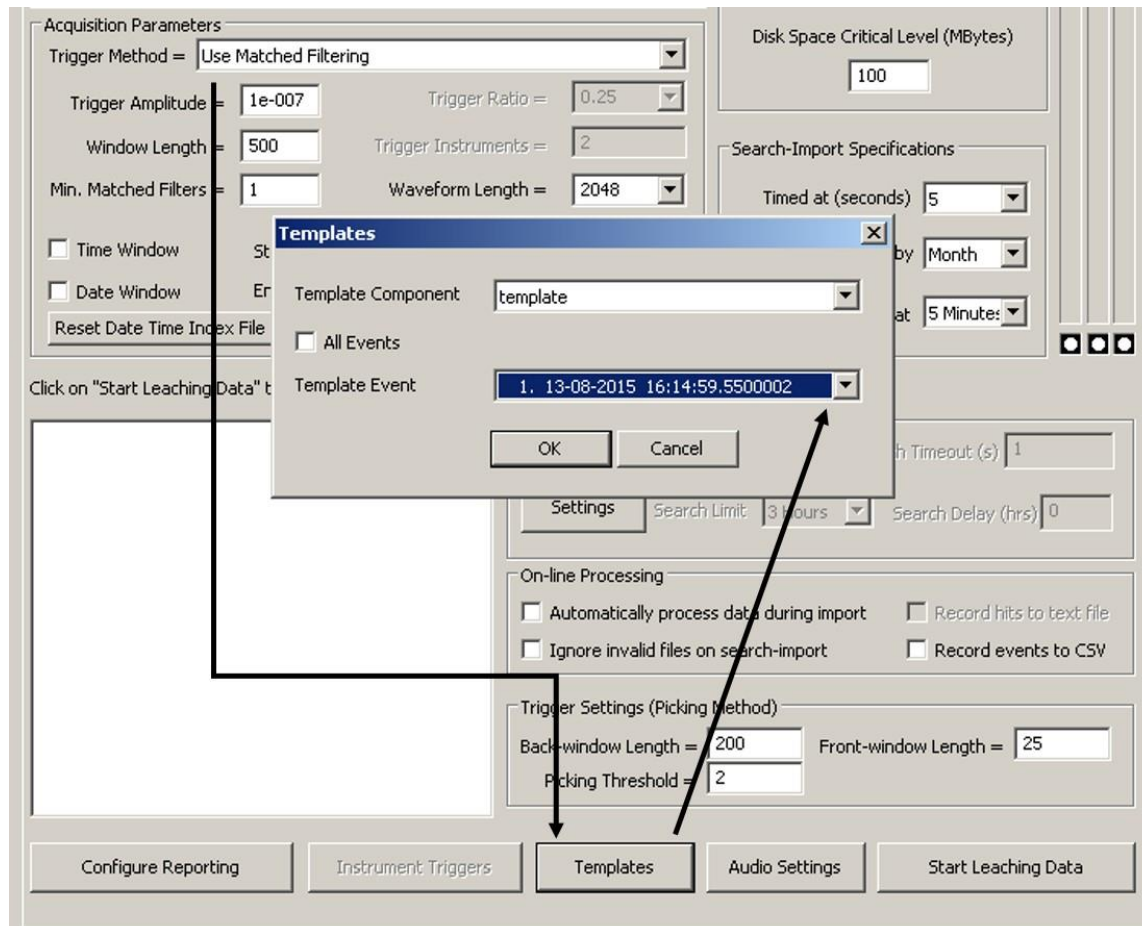 Acquisition Parameters
Trigger Method = Use Matched Filtering
Disk Space Critical Level (MBytes)
100
Trigger Amplitude = 1e-007 Trigger Ratio = 0.25
Window Length = 500 Trigger Instruments = 2
Search-Import Specifications
Min. Matched Filters = 1 Waveform Length = 2048
Timed at (seconds) 5
Templates
Time Window St
by Month
Date Window Er
Template Component template
at 5 Minutes
Reset Date Time Index File
All Events
Click on "Start Leaching Data" t
Template Event 1. 13-08-2015 16:14:59.5500002
OK Cancel
h Timeout (s) 1
Settings Search Limit 3 Hours Search Delay (hrs) 0
On-line Processing
Automatically process data during import Record hits to text file
Ignore invalid files on search-import Record events to CSV
Trigger Settings (Picking Method)
Back-window Length = 200 Front-window Length = 25
Picking Threshold = 2
Configure Reporting Instrument Triggers Templates Audio Settings Start Leaching Data